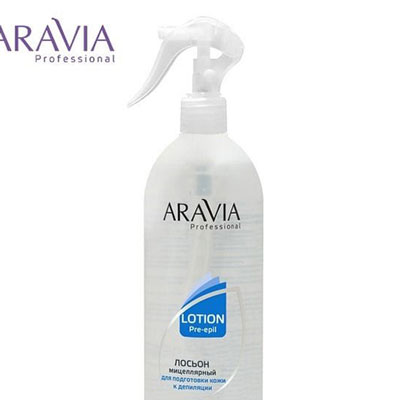 ARAVIA
Professional
ARAVIA
Professional
LOTION
Pre-epil
ЛОСЬОН
мицеллярный
для подготовки кожи
к депиляции